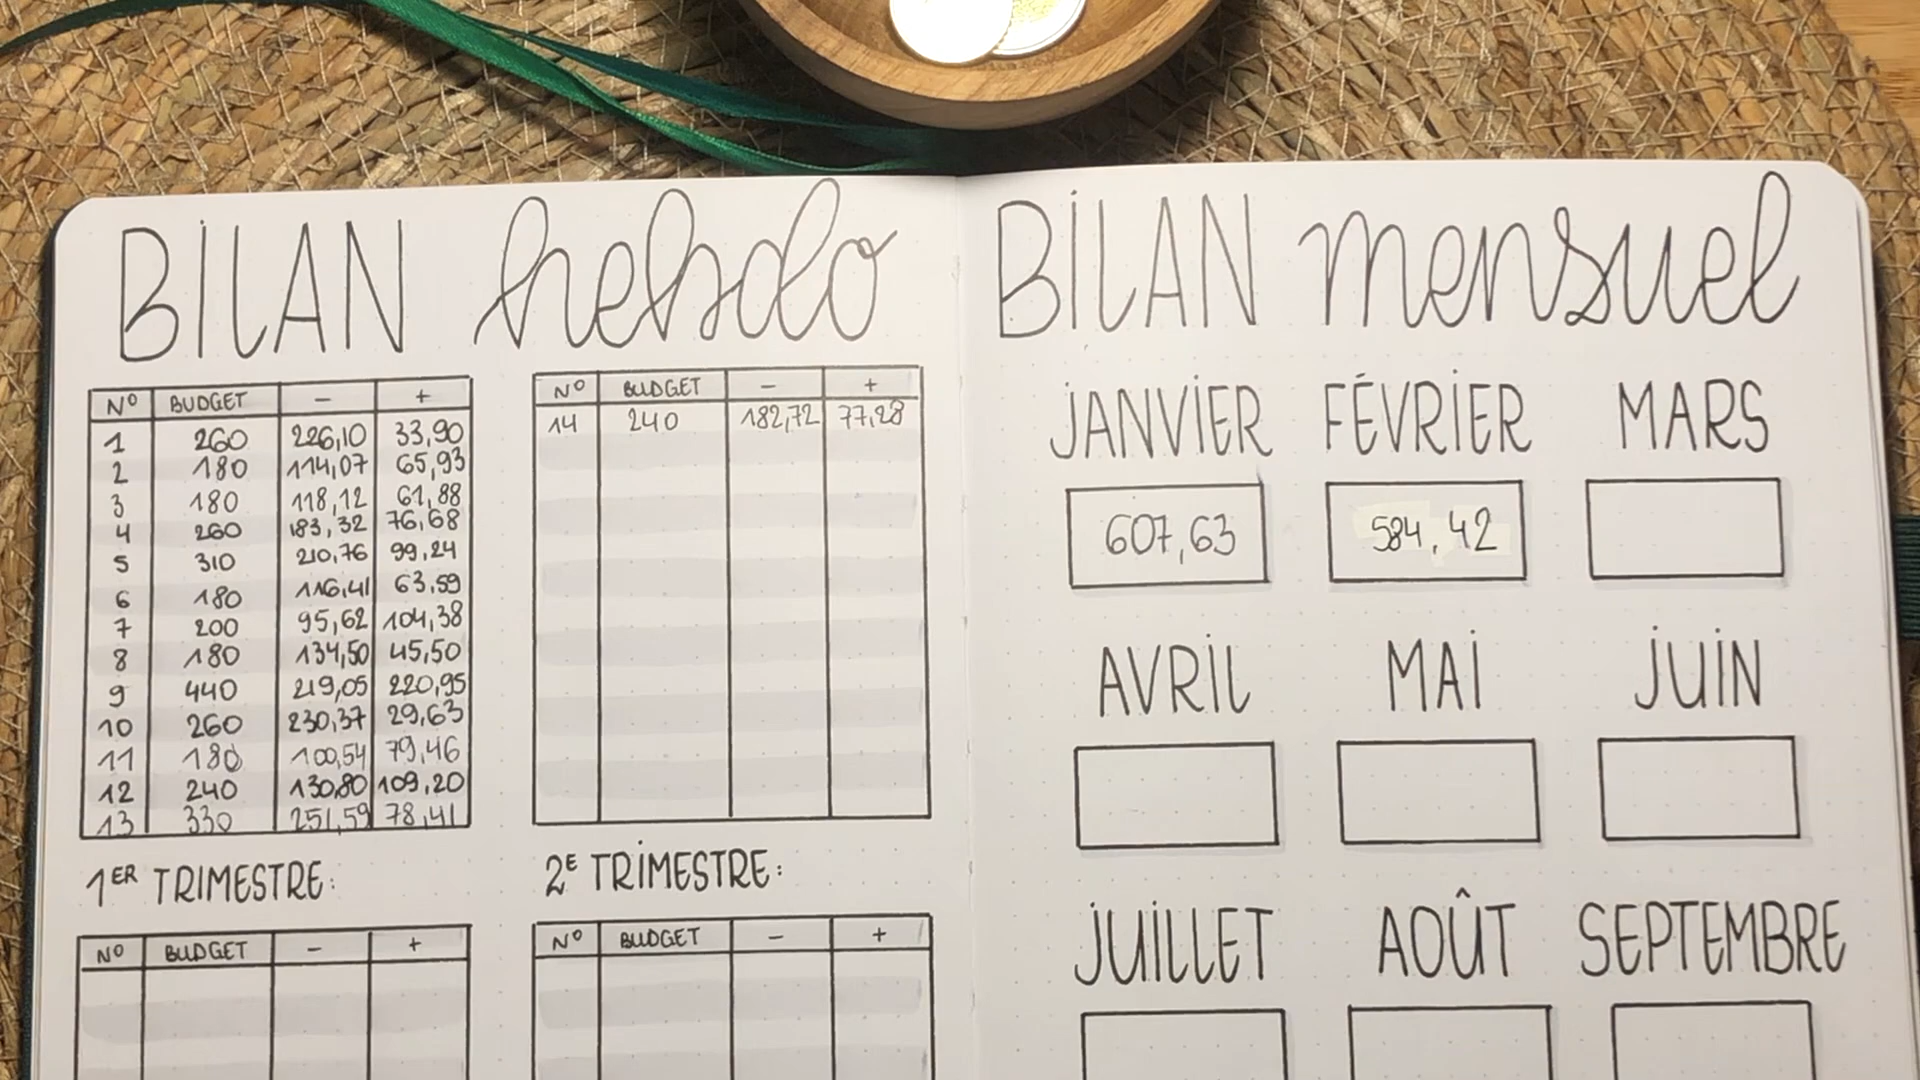 BILAN hebdo
N° BUDGET - +
1 260 226,10 33,90
2 180 114,07 65,93
3 180 118,12 61,88
4 260 183,32 76,68
5 310 210,76 99,24
6 180 116,41 63,59
7 200 95,62 104,38
8 180 134,50 45,50
9 440 219,05 220,95
10 260 230,37 29,63
11 180 100,54 79,46
12 240 130,80 109,20
13 330 251,59 78,41
1ER TRIMESTRE:
N° BUDGET - +
N° BUDGET - +
14 240 182,72 77,28
2E TRIMESTRE:
N° BUDGET - +
BILAN mensuel
JANVIER FÉVRIER MARS
607,63 584,42
AVRIL MAI JUIN
JUILLET AOÛT SEPTEMBRE